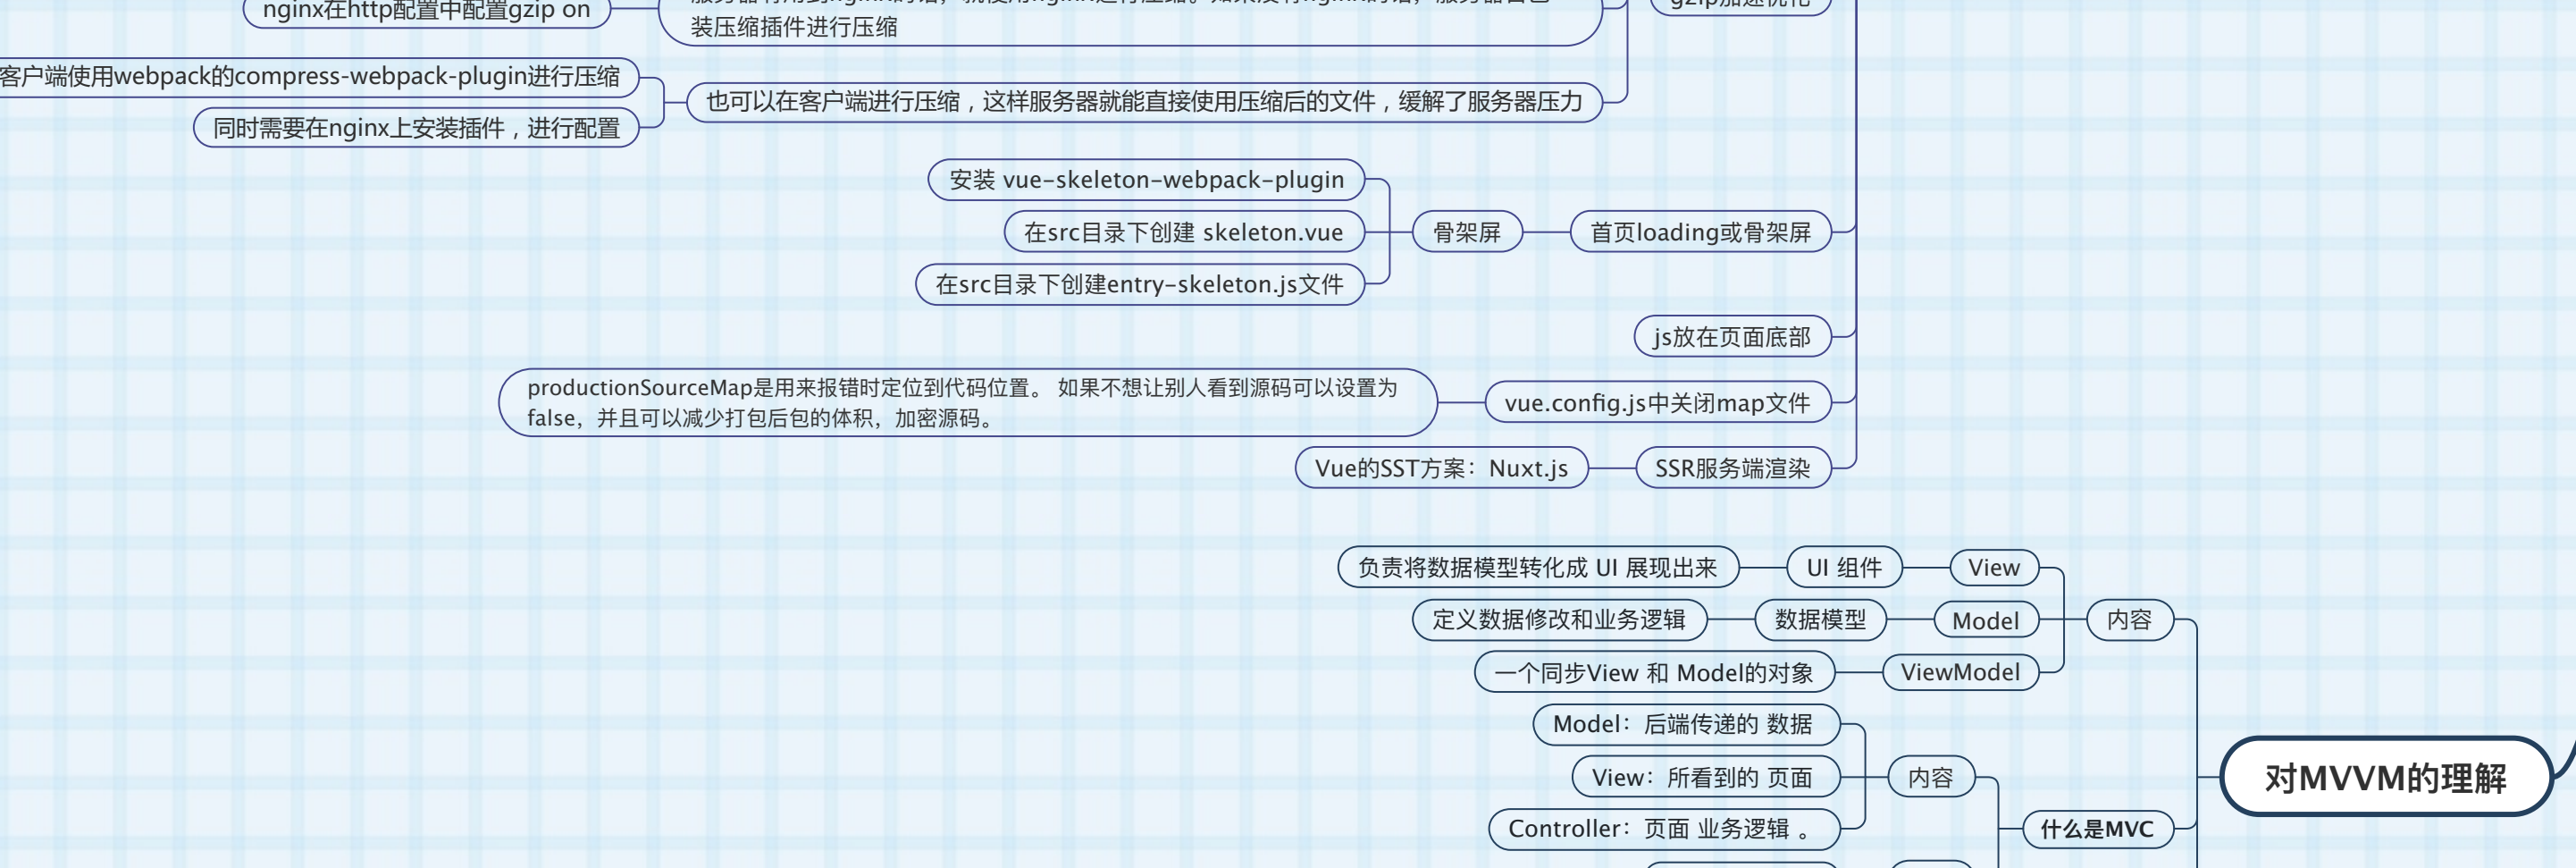 nginx在http配置中配置gzip on
装压缩插件进行压缩
客户端使用webpack的compress-webpack-plugin进行压缩
也可以在客户端进行压缩，这样服务器就能直接使用压缩后的文件，缓解了服务器压力
同时需要在nginx上安装插件，进行配置
安装 vue-skeleton-webpack-plugin
在src目录下创建 skeleton.vue
骨架屏
首页loading或骨架屏
在src目录下创建entry-skeleton.js文件
js放在页面底部
productionSourceMap是用来报错时定位到代码位置。 如果不想让别人看到源码可以设置为
false，并且可以减少打包后包的体积，加密源码。
vue.config.js中关闭map文件
Vue的SST方案：Nuxt.js
SSR服务端渲染
负责将数据模型转化成 UI 展现出来
UI 组件
View
定义数据修改和业务逻辑
数据模型
Model
内容
一个同步View 和 Model的对象
ViewModel
Model：后端传递的 数据
View：所看到的 页面
内容
Controller：页面 业务逻辑 。
什么是MVC
对MVVM的理解